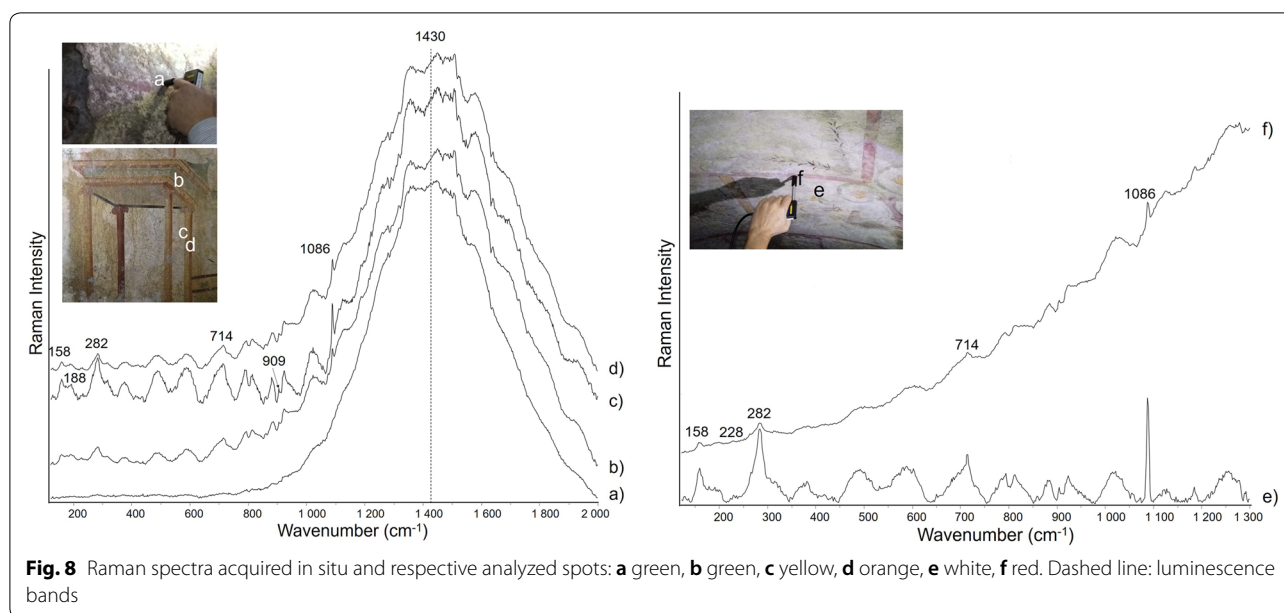 1430
a
b
c
d
Raman Intensity
158
188
282
714
909
1086
d)
c)
b)
a)
200 400 600 800 1 000 1 200 1 400 1 600 1 800 2 000
Wavenumber (cm-1)
f
e
Raman Intensity
158
228
282
714
1086
f)
e)
200 300 400 500 600 700 800 900 1 000 1 100 1 200 1 300
Wavenumber (cm-1)
Fig. 8 Raman spectra acquired in situ and respective analyzed spots: a green, b green, c yellow, d orange, e white, f red. Dashed line: luminescence
bands